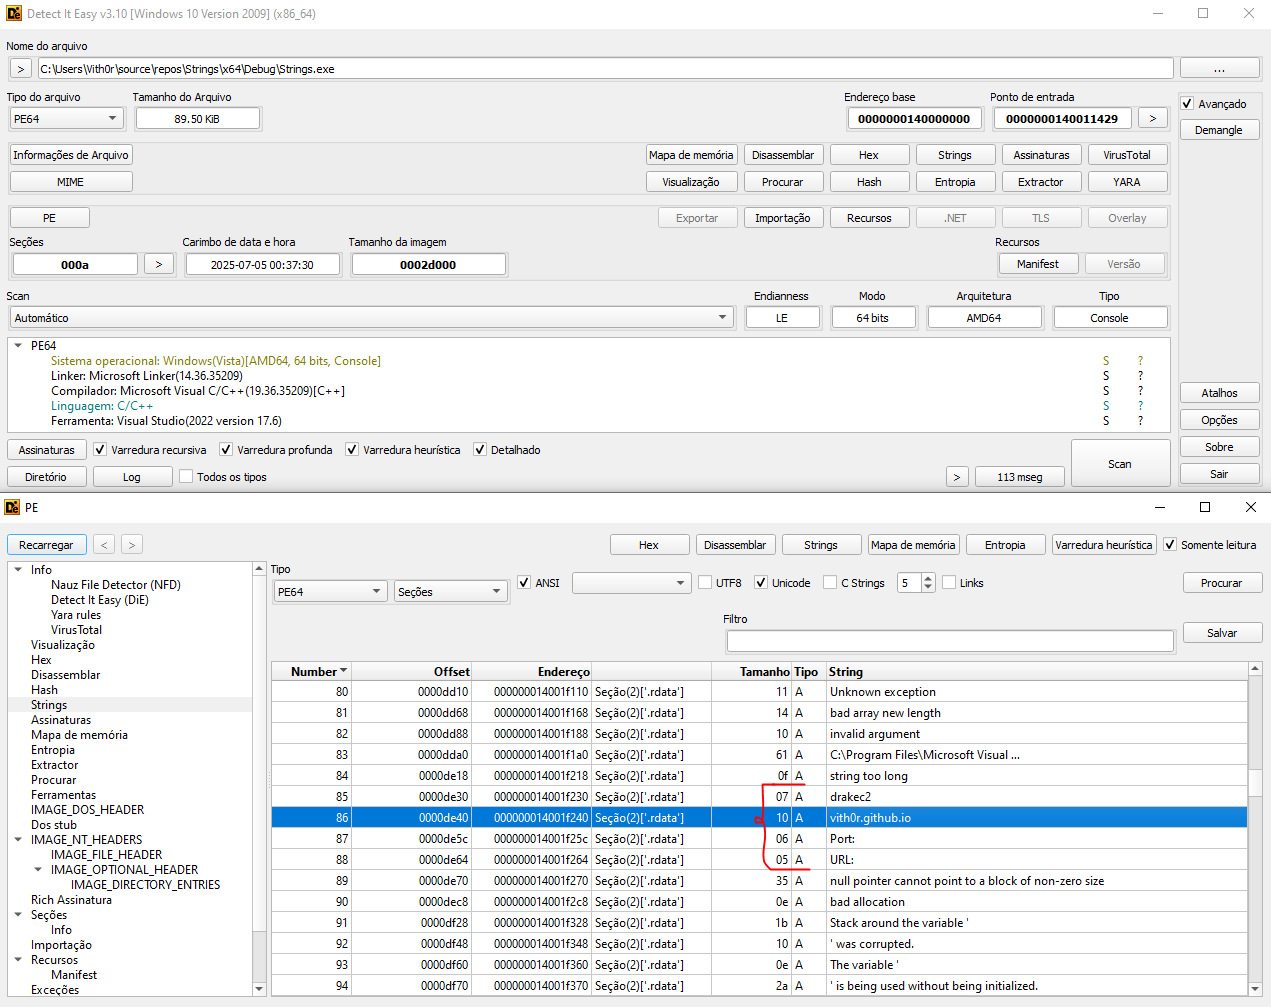 Detect It Easy v3.10 [Windows 10 Version 2009] (x86_64)
Nome do arquivo
> C:\Users\Vith0r\source\repos\Strings\x64\Debug\Strings.exe ...
Tipo do arquivo Tamanho do Arquivo Endereço base Ponto de entrada
PE64 89.50 KiB 0000000140000000 0000000140011429 > Avançado
Demangle
Informações de Arquivo Mapa de memória Disassemblar Hex Strings Assinaturas VirusTotal
MIME Visualização Procurar Hash Entropia Extractor YARA
PE Exportar Importação Recursos .NET TLS Overlay
Seções Carimbo de data e hora Tamanho da imagem Recursos
000a > 2025-07-05 00:37:30 0002d000 Manifest Versão
Scan Endianness Modo Arquitetura Tipo
Automático LE 64 bits AMD64 Console
PE64
Sistema operacional: Windows(Vista)[AMD64, 64 bits, Console] S ?
Linker: Microsoft Linker(14.36.35209) S ?
Compilador: Microsoft Visual C/C++(19.36.35209)[C++] S ?
Linguagem: C/C++ S ?
Ferramenta: Visual Studio(2022 version 17.6) S ?
Atalhos
Opções
Sobre
Sair
Assinaturas Varredura recursiva Varredura profunda Varredura heurística Detalhado
Diretório Log Todos os tipos > 113 mseg Scan
PE
Recarregar < > Hex Disassemblar Strings Mapa de memória Entropia Varredura heurística Somente leitura
Info
Nauz File Detector (NFD)
Detect It Easy (DiE)
Yara rules
VirusTotal
Visualização
Hex
Disassemblar
Hash
Strings
Assinaturas
Mapa de memória
Entropia
Extractor
Procurar
Ferramentas
IMAGE_DOS_HEADER
Dos stub
IMAGE_NT_HEADERS
IMAGE_FILE_HEADER
IMAGE_OPTIONAL_HEADER
IMAGE_DIRECTORY_ENTRIES
Rich Assinatura
Seções
Info
Importação
Recursos
Manifest
Exceções
Tipo
PE64 Seções ANSI UTF8 Unicode C Strings 5 Links Procurar
Filtro
Salvar
Number Offset Endereço Tamanho Tipo String
80 0000dd10 000000014001f110 Seção(2)['.rdata'] 11 A Unknown exception
81 0000dd68 000000014001f168 Seção(2)['.rdata'] 14 A bad array new length
82 0000dd88 000000014001f188 Seção(2)['.rdata'] 10 A invalid argument
83 0000dda0 000000014001f1a0 Seção(2)['.rdata'] 61 A C:\Program Files\Microsoft Visual ...
84 0000de18 000000014001f218 Seção(2)['.rdata'] 0f A string too long
85 0000de30 000000014001f230 Seção(2)['.rdata'] 07 A drakec2
86 0000de40 000000014001f240 Seção(2)['.rdata'] 10 A vith0r.github.io
87 0000de5c 000000014001f25c Seção(2)['.rdata'] 06 A Port:
88 0000de64 000000014001f264 Seção(2)['.rdata'] 05 A URL:
89 0000de70 000000014001f270 Seção(2)['.rdata'] 35 A null pointer cannot point to a block of non-zero size
90 0000dec8 000000014001f2c8 Seção(2)['.rdata'] 0e A bad allocation
91 0000df28 000000014001f328 Seção(2)['.rdata'] 1b A Stack around the variable '
92 0000df48 000000014001f348 Seção(2)['.rdata'] 10 A ' was corrupted.
93 0000df60 000000014001f360 Seção(2)['.rdata'] 0e A The variable '
94 0000df70 000000014001f370 Seção(2)['.rdata'] 2a A ' is being used without being initialized.